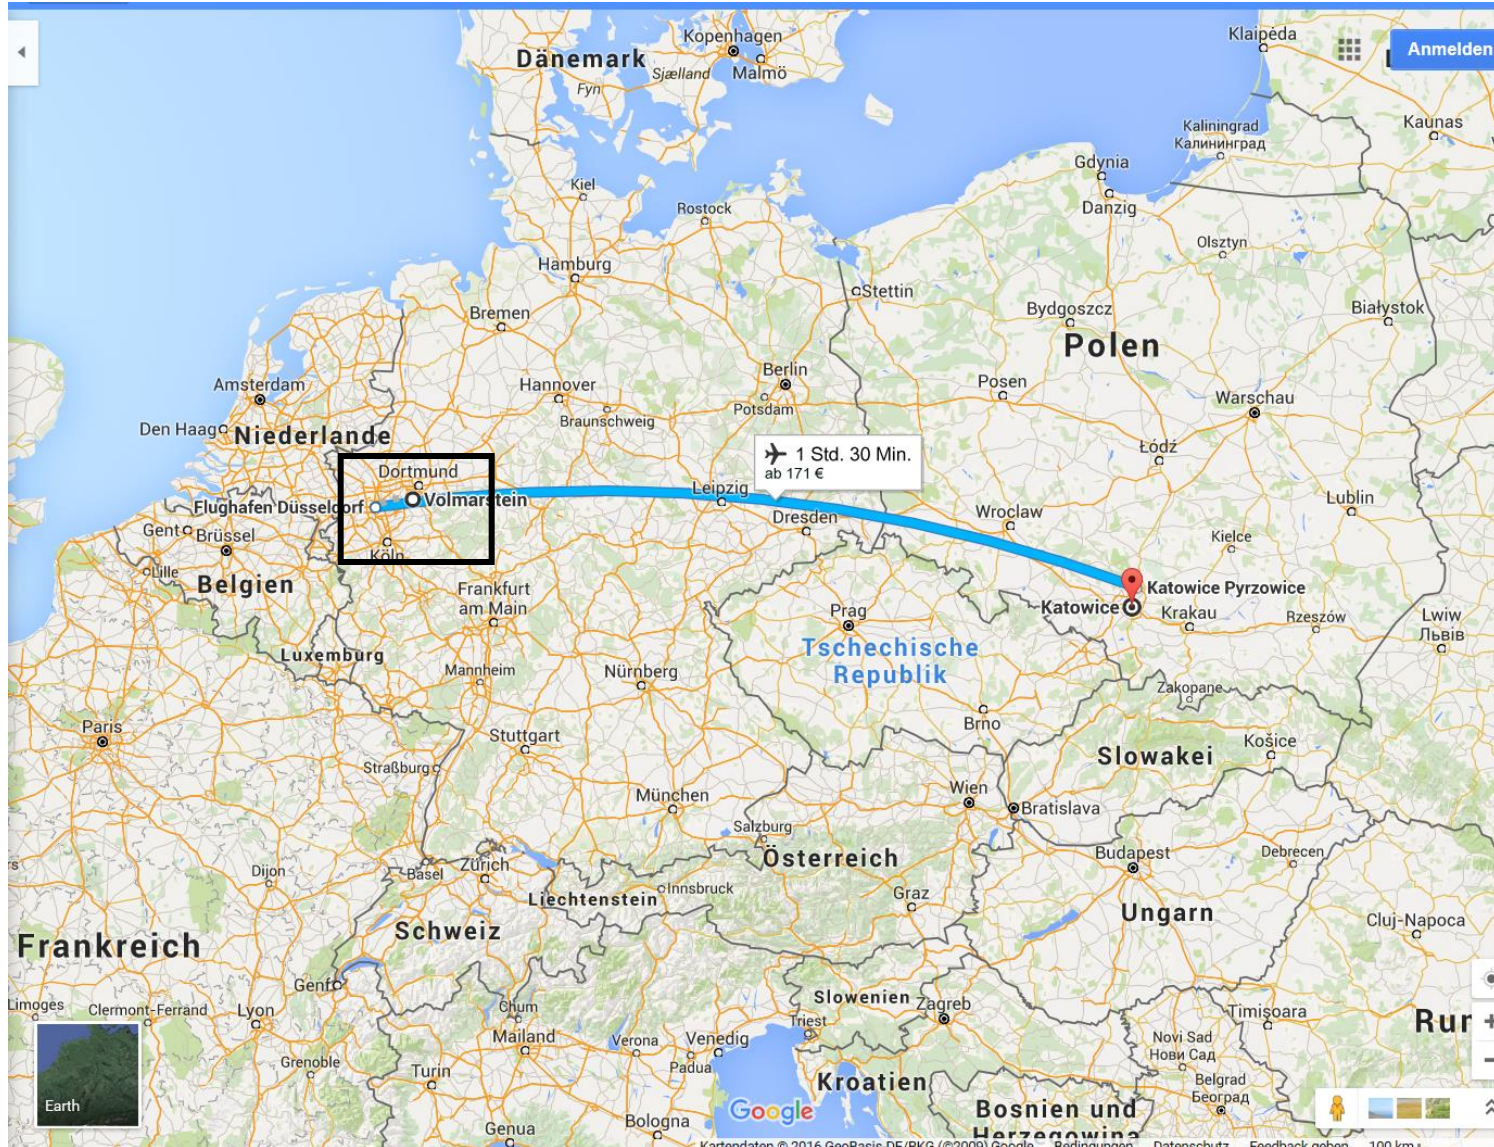 Klaipėda
Kopenhagen
Anmelden
Dänemark
Sjælland
Malmö
Fyn
Kaliningrad
Калининград
Kaunas
Gdynia
Kiel
Danzig
Rostock
Olsztyn
Hamburg
Stettin
Bremen
Bydgoszcz
Białystok
Polen
Berlin
Amsterdam
Hannover
Posen
Potsdam
Warschau
Braunschweig
Den Haag
Niederlande
Łódź
1 Std. 30 Min.
ab 171 €
Dortmund
Leipzig
Volmarstein
Flughafen Düsseldorf
Lublin
Dresden
Wroclaw
Gent
Brüssel
Kielce
Köln
Lille
Belgien
Frankfurt
am Main
Katowice Pyrzowice
Katowice
Prag
Krakau
Rzeszów
Lwiw
Львів
Tschechische
Republik
Luxemburg
Mannheim
Nürnberg
Zakopane
Paris
Brno
Stuttgart
Košice
Slowakei
Straßburg
Wien
München
Bratislava
Salzburg
Österreich
Budapest
Debrecen
Zürich
Dijon
Basel
Innsbruck
Liechtenstein
Graz
Ungarn
Cluj-Napoca
Schweiz
Frankreich
Genf
Slowenien
Zagreb
Limoges
Clermont-Ferrand
Lyon
Chur
Timișoara
Rum
Triest
Mailand
Verona
Venedig
Novi Sad
Нови Сад
Grenoble
Padua
Turin
Kroatien
Belgrad
Београд
Earth
Google
Bosnien und
Herzegowina
Bologna
Genua
Kartendaten © 2016 GeoBasis-DE/BKG (©2009) Google
Bedingungen
Datenschutz
Feedback geben
100 km